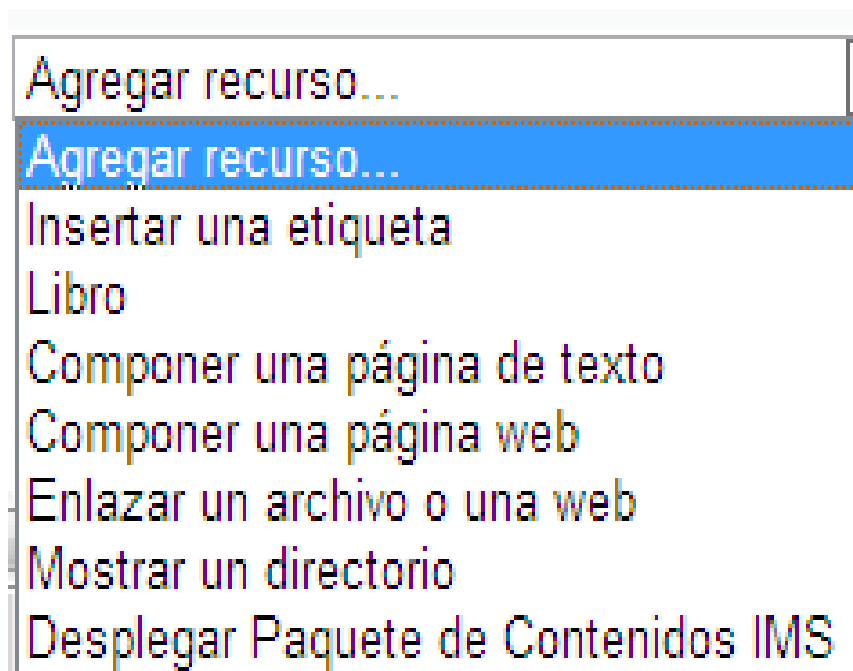 Agregar recurso...
Agregar recurso...
Insertar una etiqueta
Libro
Componer una página de texto
Componer una página web
Enlazar un archivo o una web
Mostrar un directorio
Desplegar Paquete de Contenidos IMS